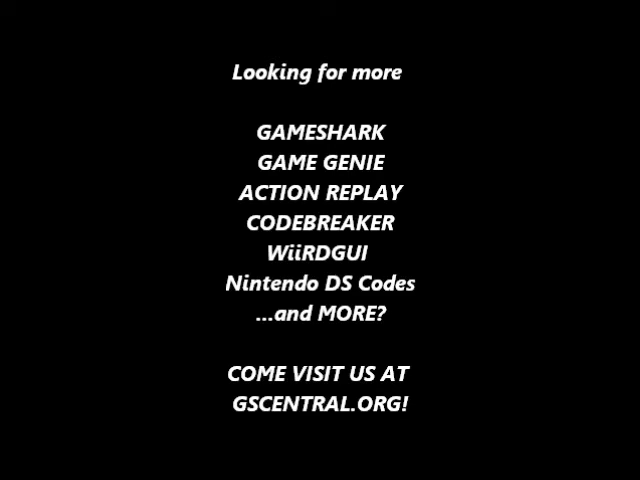 Looking for more
GAMESHARK
GAME GENIE
ACTION REPLAY
CODEBREAKER
WiiRDGUI
Nintendo DS Codes
...and MORE?
COME VISIT US AT
GSCENTRAL.ORG!